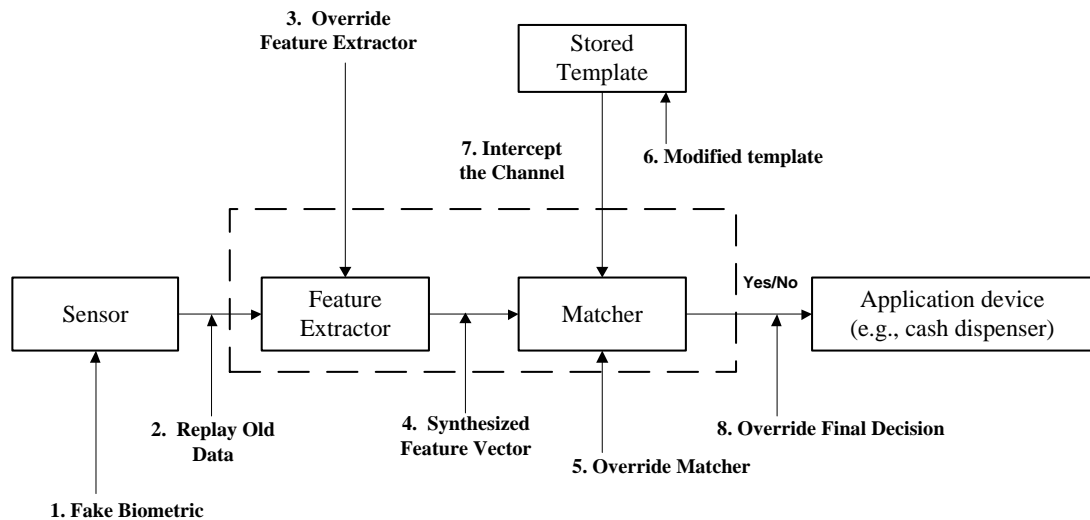 3. Override
Feature Extractor
Stored
Template
7. Intercept
the Channel
6. Modified template
Yes/No
Sensor
Feature
Extractor
Matcher
Application device
(e.g., cash dispenser)
2. Replay Old
Data
4. Synthesized
Feature Vector
8. Override Final Decision
5. Override Matcher
1. Fake Biometric